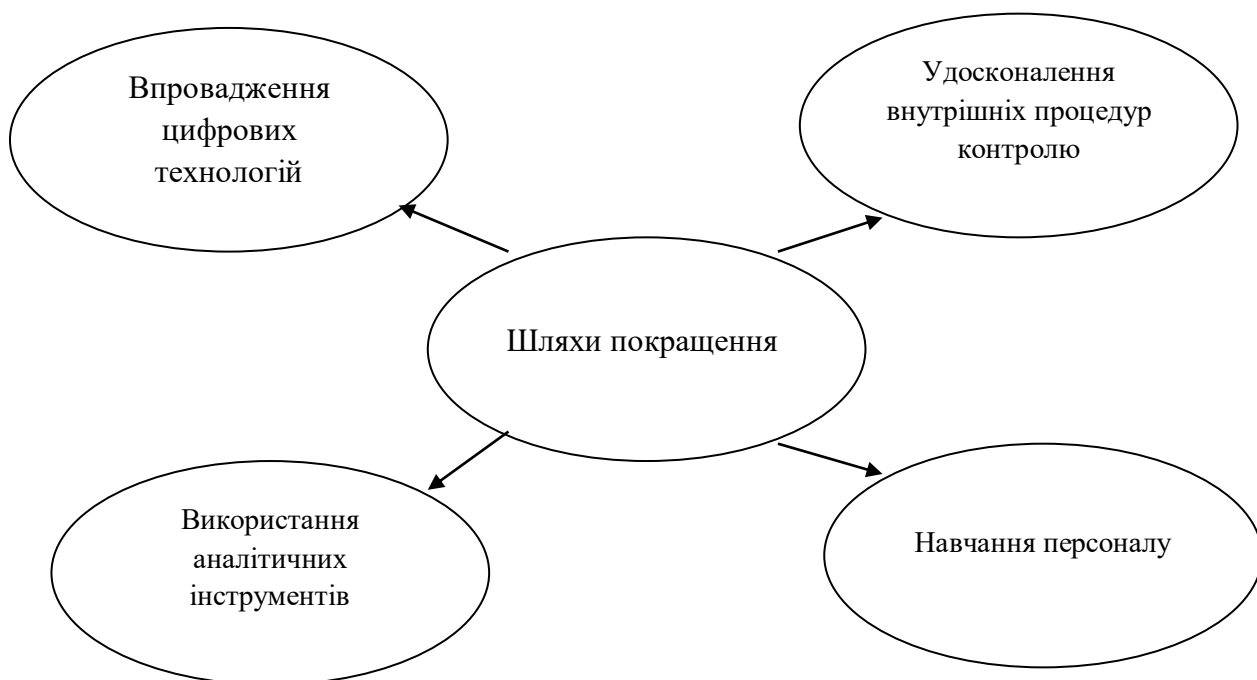 Впровадження
цифрових
технологій
Удосконалення
внутрішніх процедур
контролю
Шляхи покращення
Використання
аналітичних
інструментів
Навчання персоналу